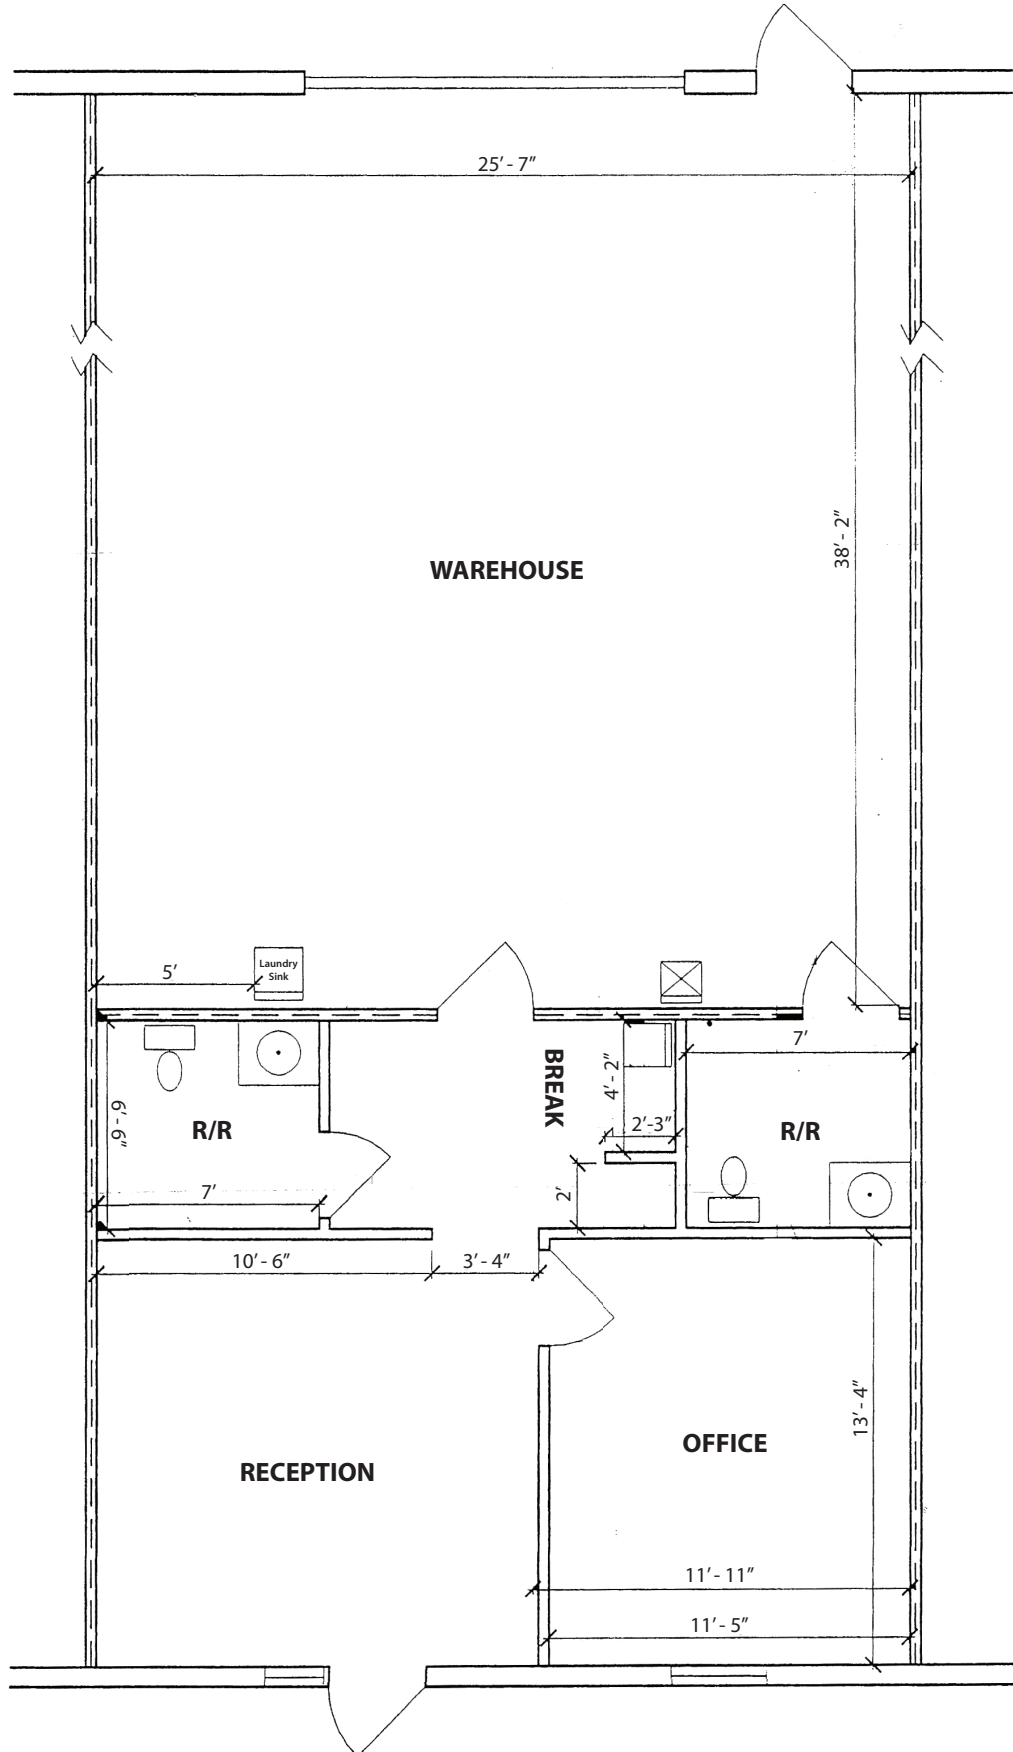 25’ - 7”
38’ - 2”
WAREHOUSE
5’
Laundry
Sink
BREAK
4’ - 2”
7’
6’ - 6”
R/R
2’-3”
R/R
7’
2’
10’ - 6”
3’ - 4”
13’ - 4”
OFFICE
RECEPTION
11’ - 11”
11’ - 5”